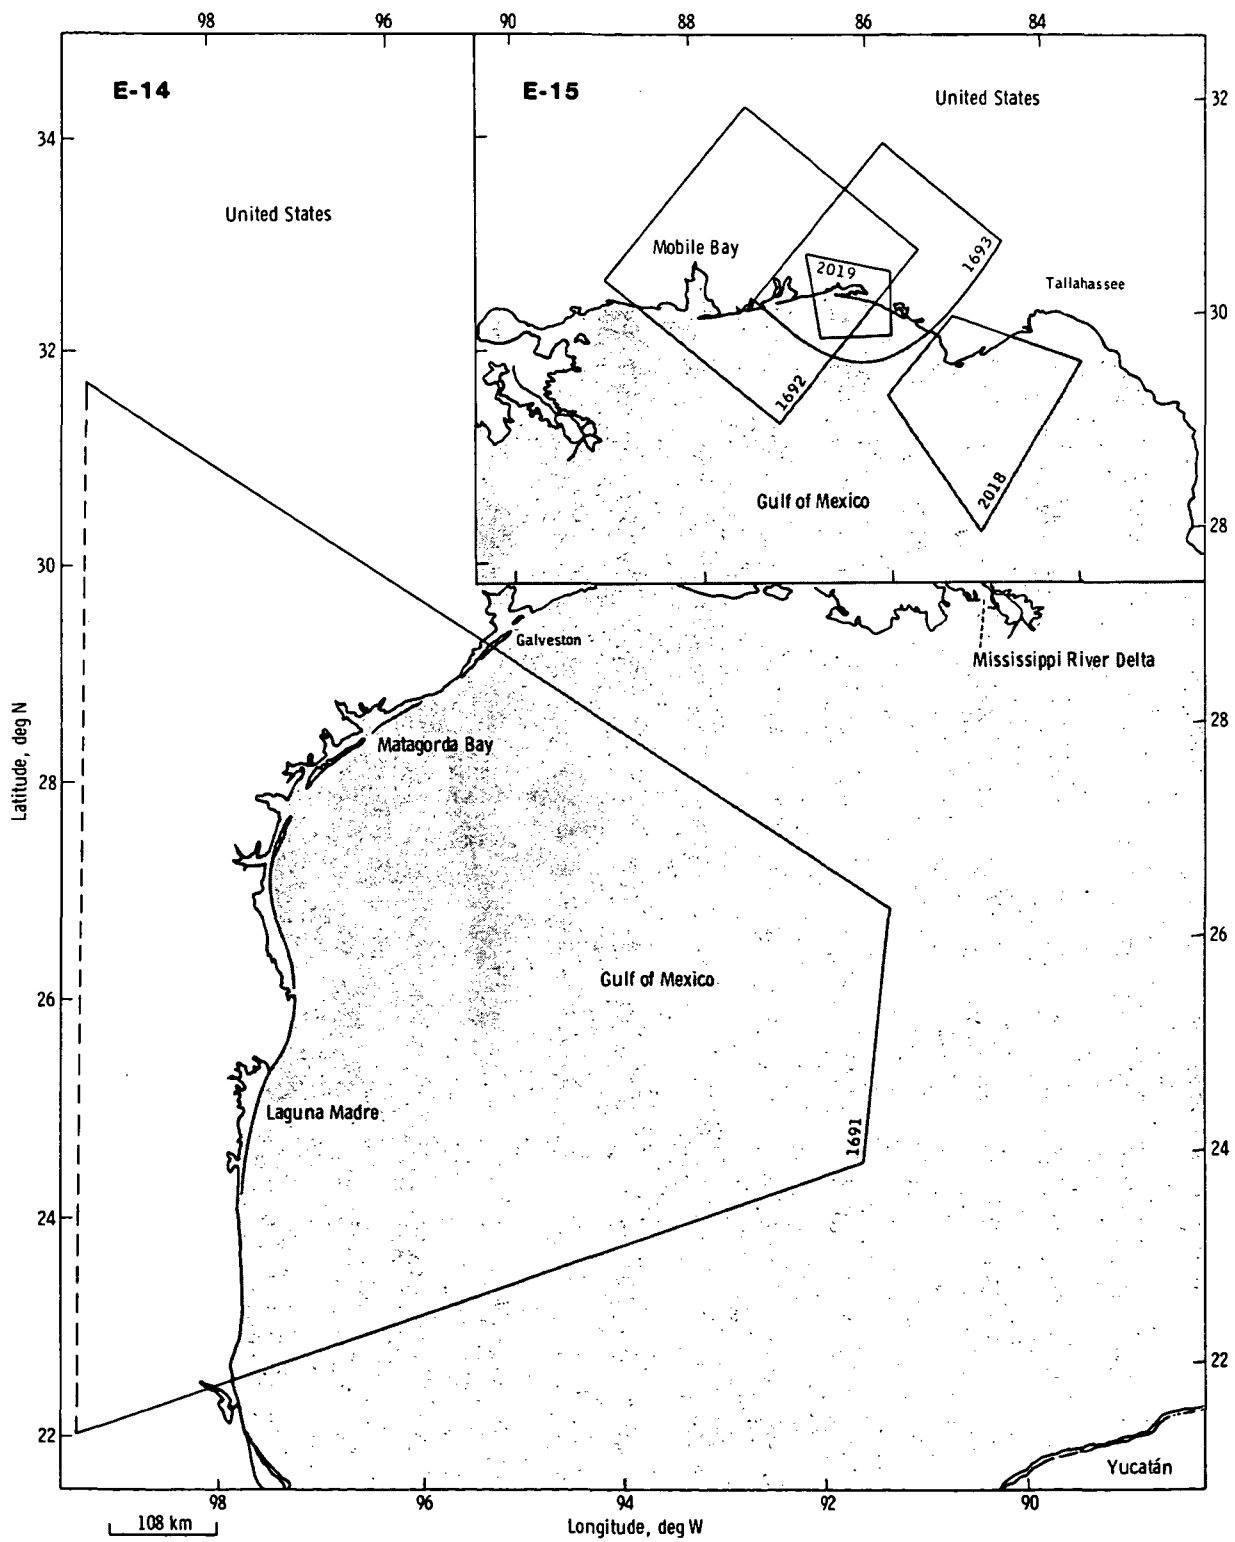 98 96 90 88 86 84
E-14
E-15
United States
32
34
United States
Mobile Bay
1693
2019
Tallahassee
30
32
1692
2018
Gulf of Mexico
28
30
Galveston
Mississippi River Delta
28
Matagorda Bay
28
Latitude, deg N
26
Gulf of Mexico
26
Laguna Madre
1691
24
24
22
22
Yucatán
98 96 94 92 90
108 km
Longitude, deg W